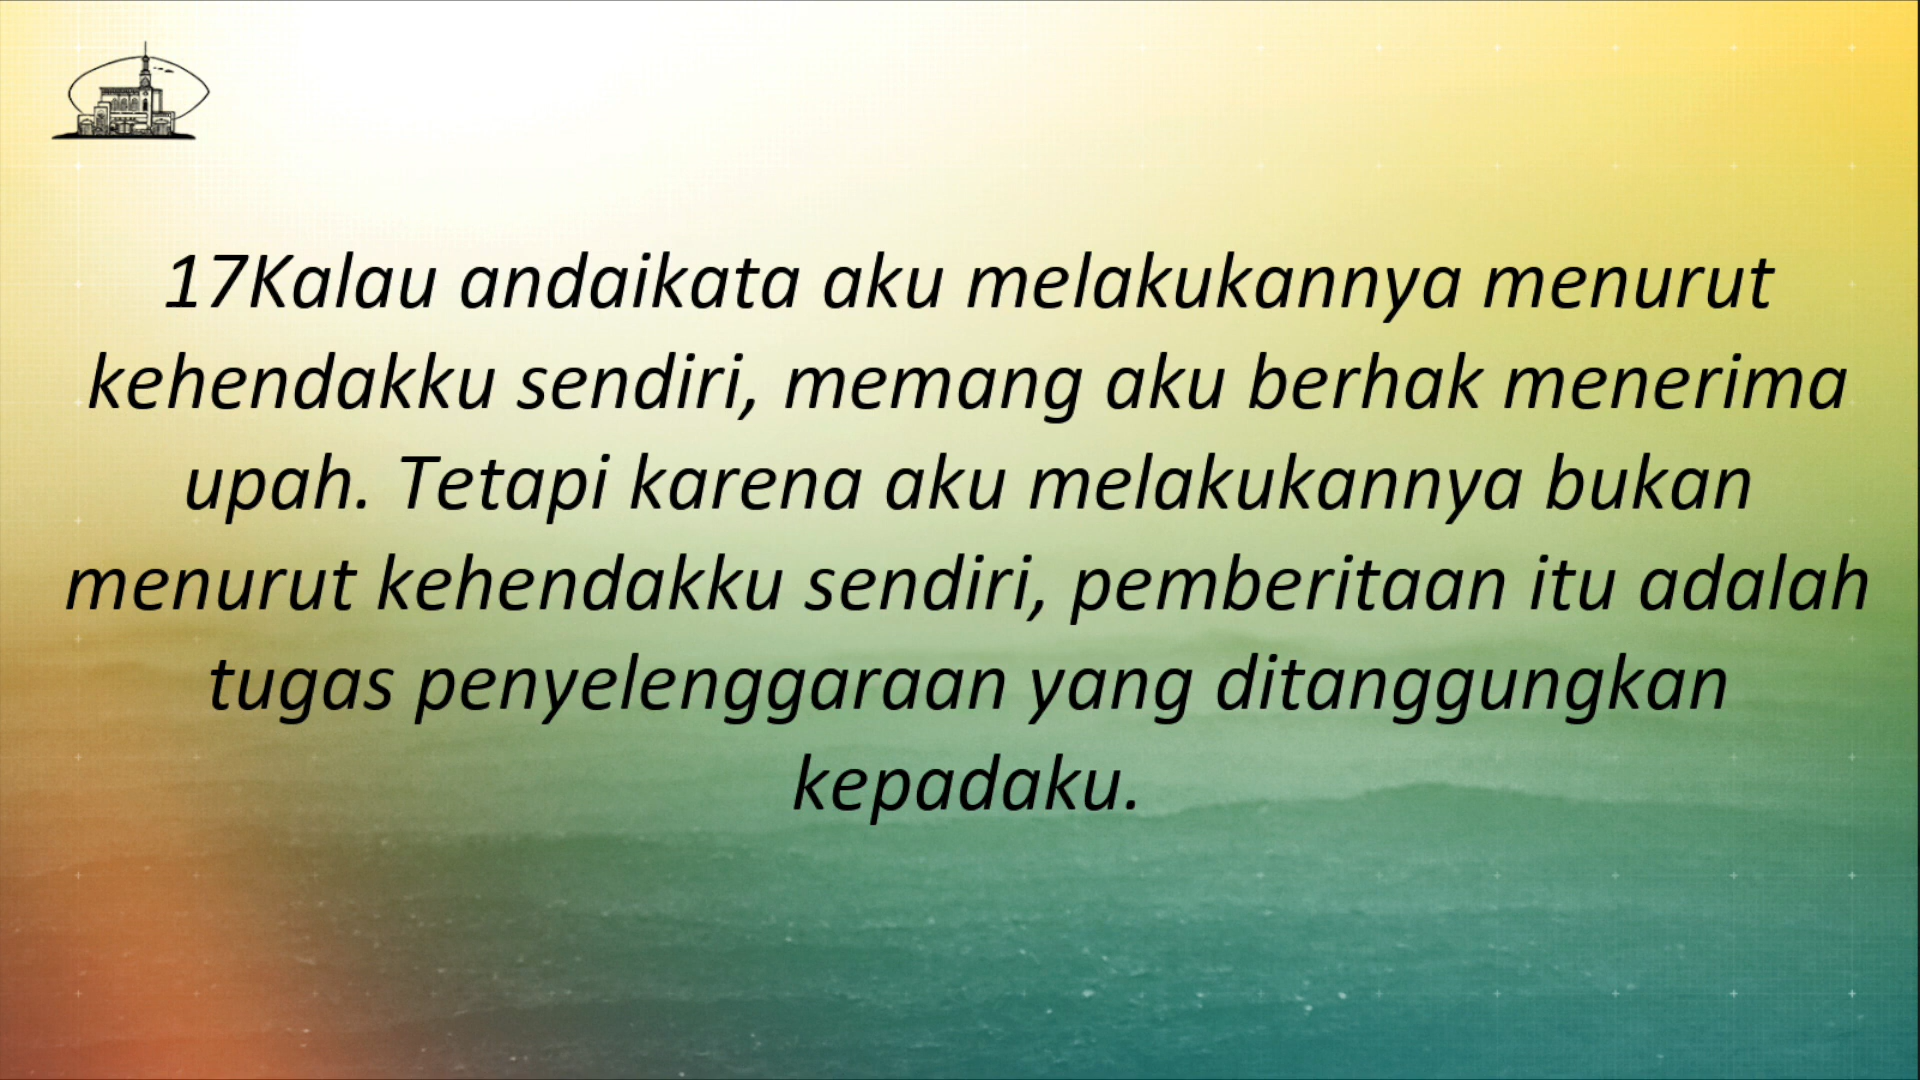 17Kalau andaikata aku melakukannya menurut
kehendakku sendiri, memang aku berhak menerima
upah. Tetapi karena aku melakukannya bukan
menurut kehendakku sendiri, pemberitaan itu adalah
tugas penyelenggaraan yang ditanggungkan
kepadaku.